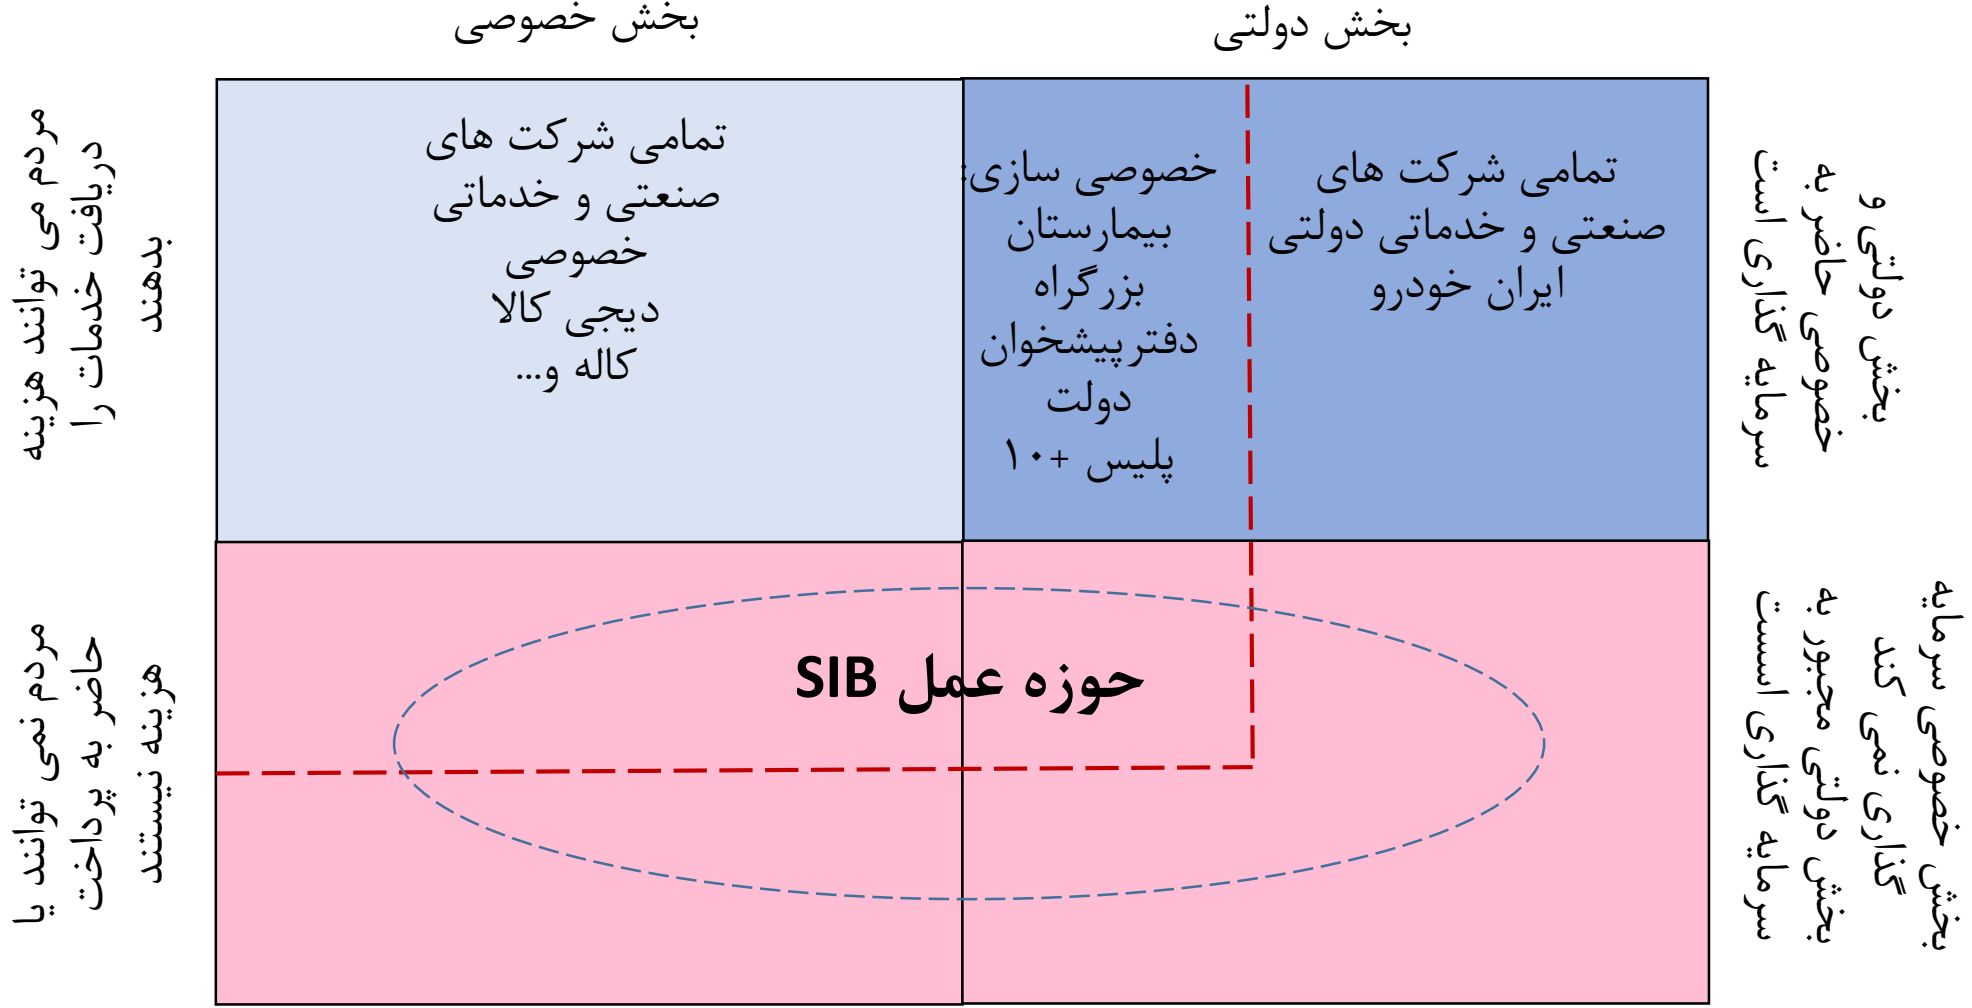 بخش دولتی
بخش خصوصی
بخش دولتی و
خصوصی حاضر به
سرمایه گذاری است
تمامی شرکت های
صنعتی و خدماتی دولتی
ایران خودرو
خصوصی سازی:
بیمارستان
بزرگراه
دفترپیشخوان
دولت
پلیس +۱۰
تمامی شرکت های
صنعتی و خدماتی
خصوصی
دیجی کالا
کاله و...
مردم می توانند هزینه
دریافت خدمات را
بدهند
بخش خصوصی سرمایه
گذاری نمی کند
بخش دولتی مجبور به
سرمایه گذاری اسست
حوزه عمل SIB
مردم نمی توانند یا
حاضر به پرداخت
هزینه نیستند